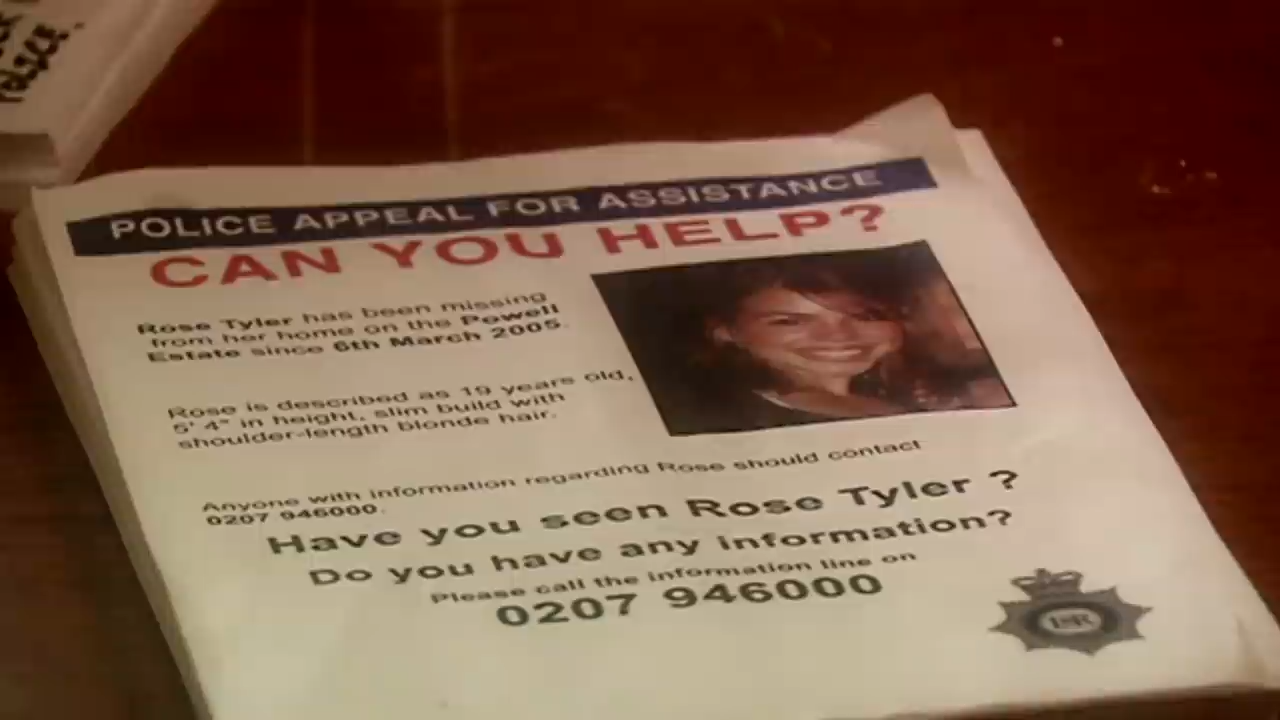 POLICE.
POLICE APPEAL FOR ASSISTANCE
CAN YOU HELP?
Rose Tyler has been missing
from her home on the Powell
Estate since 6th March 2005.
Rose is described as 19 years old,
5' 4" in height, slim build with
shoulder-length blonde hair.
Anyone with information regarding Rose should contact
0207 946000.
Have you seen Rose Tyler ?
Do you have any information?
Please call the information line on
0207 946000
EIIR